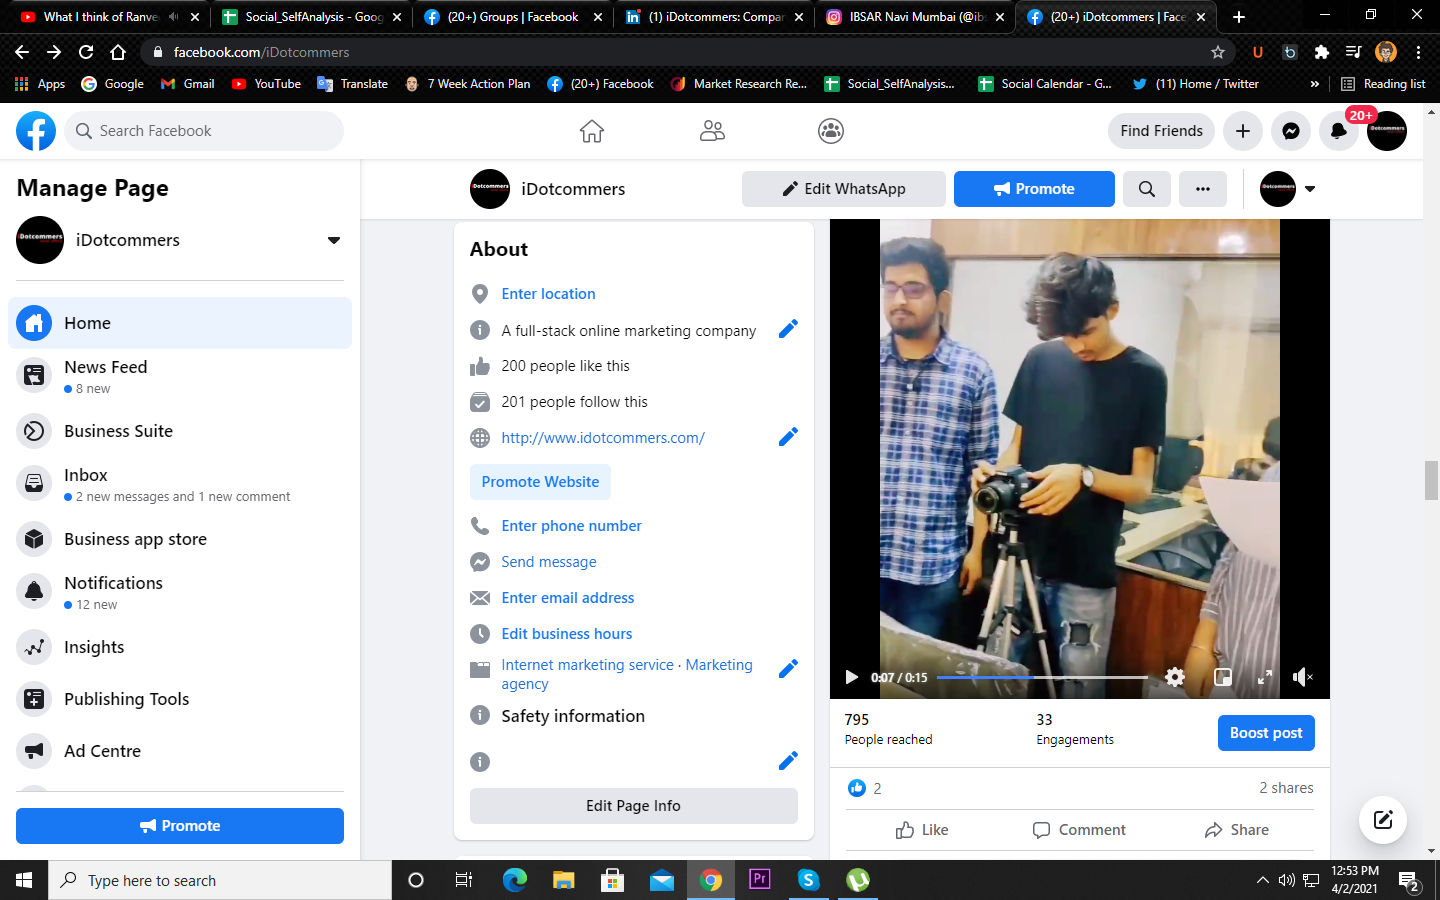 What I think of Ranve
Social_SelfAnalysis - Goog
(20+) Groups | Facebook
(1) iDotcommers: Compan
IBSAR Navi Mumbai (@ibs
(20+) iDotcommers | Face
facebook.com/iDotcommers
Apps
Google
Gmail
YouTube
Translate
7 Week Action Plan
(20+) Facebook
Market Research Re...
Social_SelfAnalysis...
Social Calendar - G...
(11) Home / Twitter
»
Reading list
Search Facebook
Find Friends
20+
Manage Page
iDotcommers
Home
News Feed
8 new
Business Suite
Inbox
2 new messages and 1 new comment
Business app store
Notifications
12 new
Insights
Publishing Tools
Ad Centre
Promote
iDotcommers
Edit WhatsApp
Promote
About
Enter location
A full-stack online marketing company
200 people like this
201 people follow this
http://www.idotcommers.com/
Promote Website
Enter phone number
Send message
Enter email address
Edit business hours
Internet marketing service · Marketing
agency
Safety information
Edit Page Info
0:07 / 0:15
795
People reached
33
Engagements
Boost post
2
2 shares
Like
Comment
Share
Type here to search
Pr
12:53 PM
4/2/2021
2